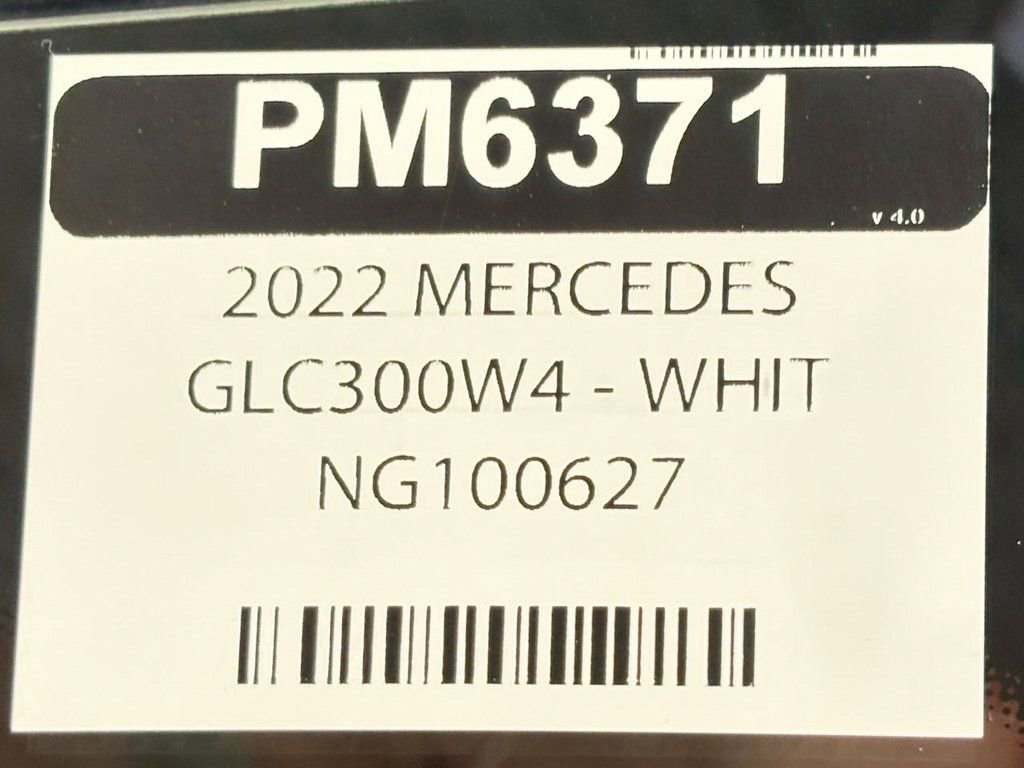 PM6371
v 4.0
2022 MERCEDES
GLC300W4 - WHIT
NG100627